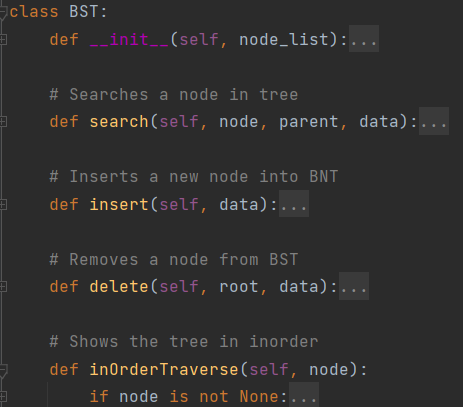 class BST:
def __init__(self, node_list):...
# Searches a node in tree
def search(self, node, parent, data):...
# Inserts a new node into BNT
def insert(self, data):...
# Removes a node from BST
def delete(self, root, data):...
# Shows the tree in inorder
def inOrderTraverse(self, node):
if node is not None:...